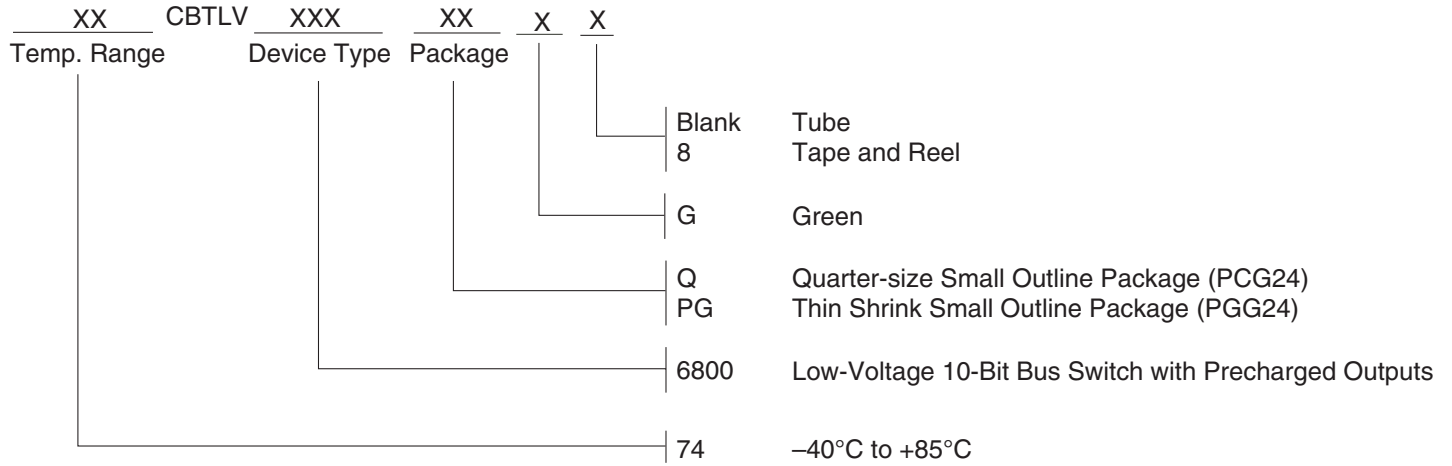 XX CBTLV XXX XX X X
Temp. Range Device Type Package
Blank Tube
8 Tape and Reel
G Green
Q Quarter-size Small Outline Package (PCG24)
PG Thin Shrink Small Outline Package (PGG24)
6800 Low-Voltage 10-Bit Bus Switch with Precharged Outputs
74 –40°C to +85°C